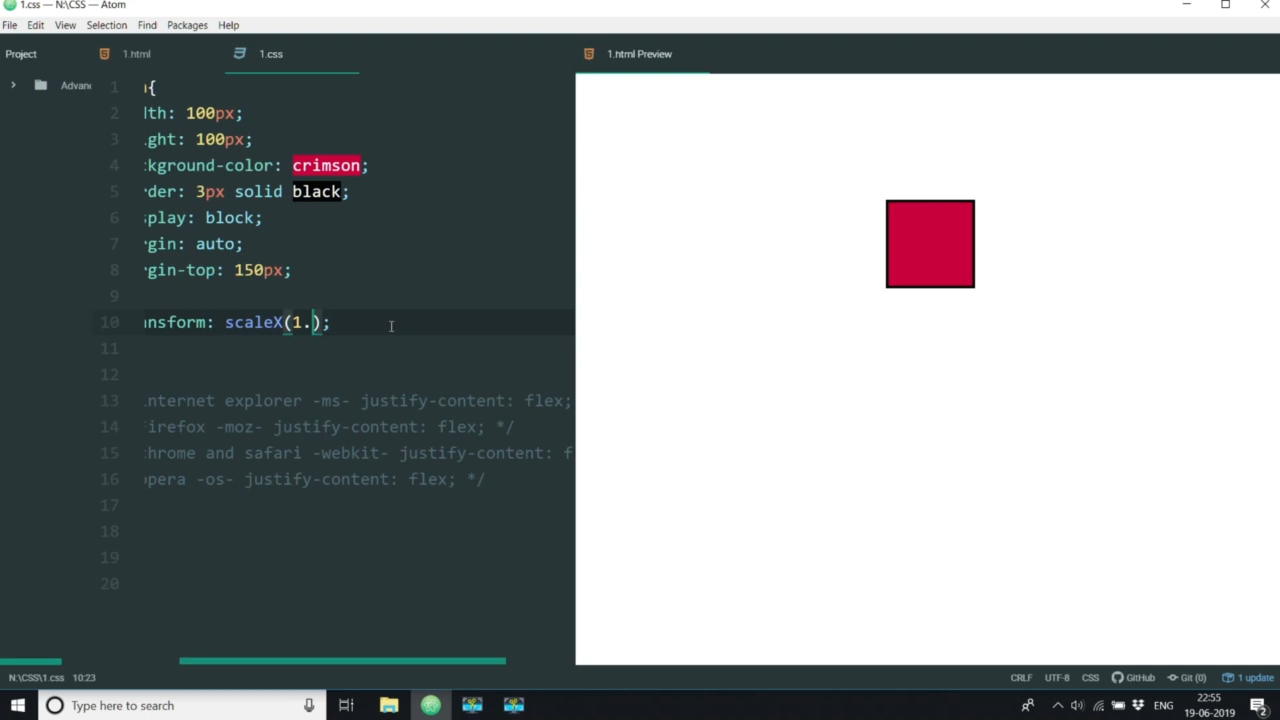 1.css — N:\CSS — Atom
File Edit View Selection Find Packages Help
Project 1.html 1.css 1.html Preview
Advanc
1 {
2 lth: 100px;
3 ight: 100px;
4 kground-color: crimson;
5 der: 3px solid black;
6 play: block;
7 gin: auto;
8 gin-top: 150px;
9
10 ansform: scaleX(1.);
11
12
13 nternet explorer -ms- justify-content: flex;
14 irefox -moz- justify-content: flex; */
15 hrome and safari -webkit- justify-content: f
16 pera -os- justify-content: flex; */
17
18
19
20
N:\CSS\1.css 10:23 CRLF UTF-8 CSS GitHub Git (0) 1 update
Type here to search ENG 22:55
19-06-2019 2